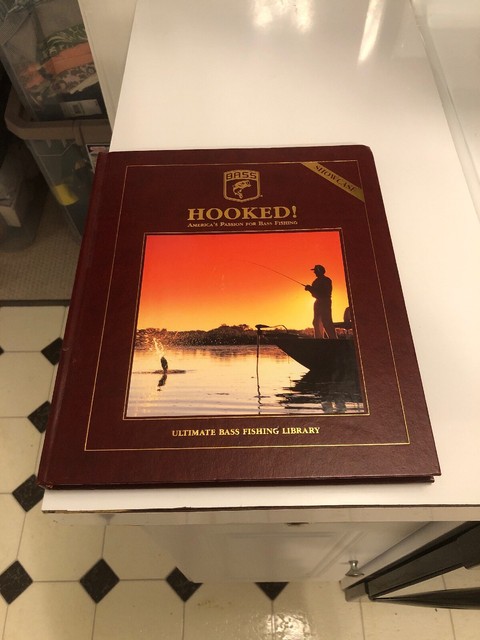 BASS
SHOWCASE
HOOKED!
America's Passion for Bass Fishing
ULTIMATE BASS FISHING LIBRARY